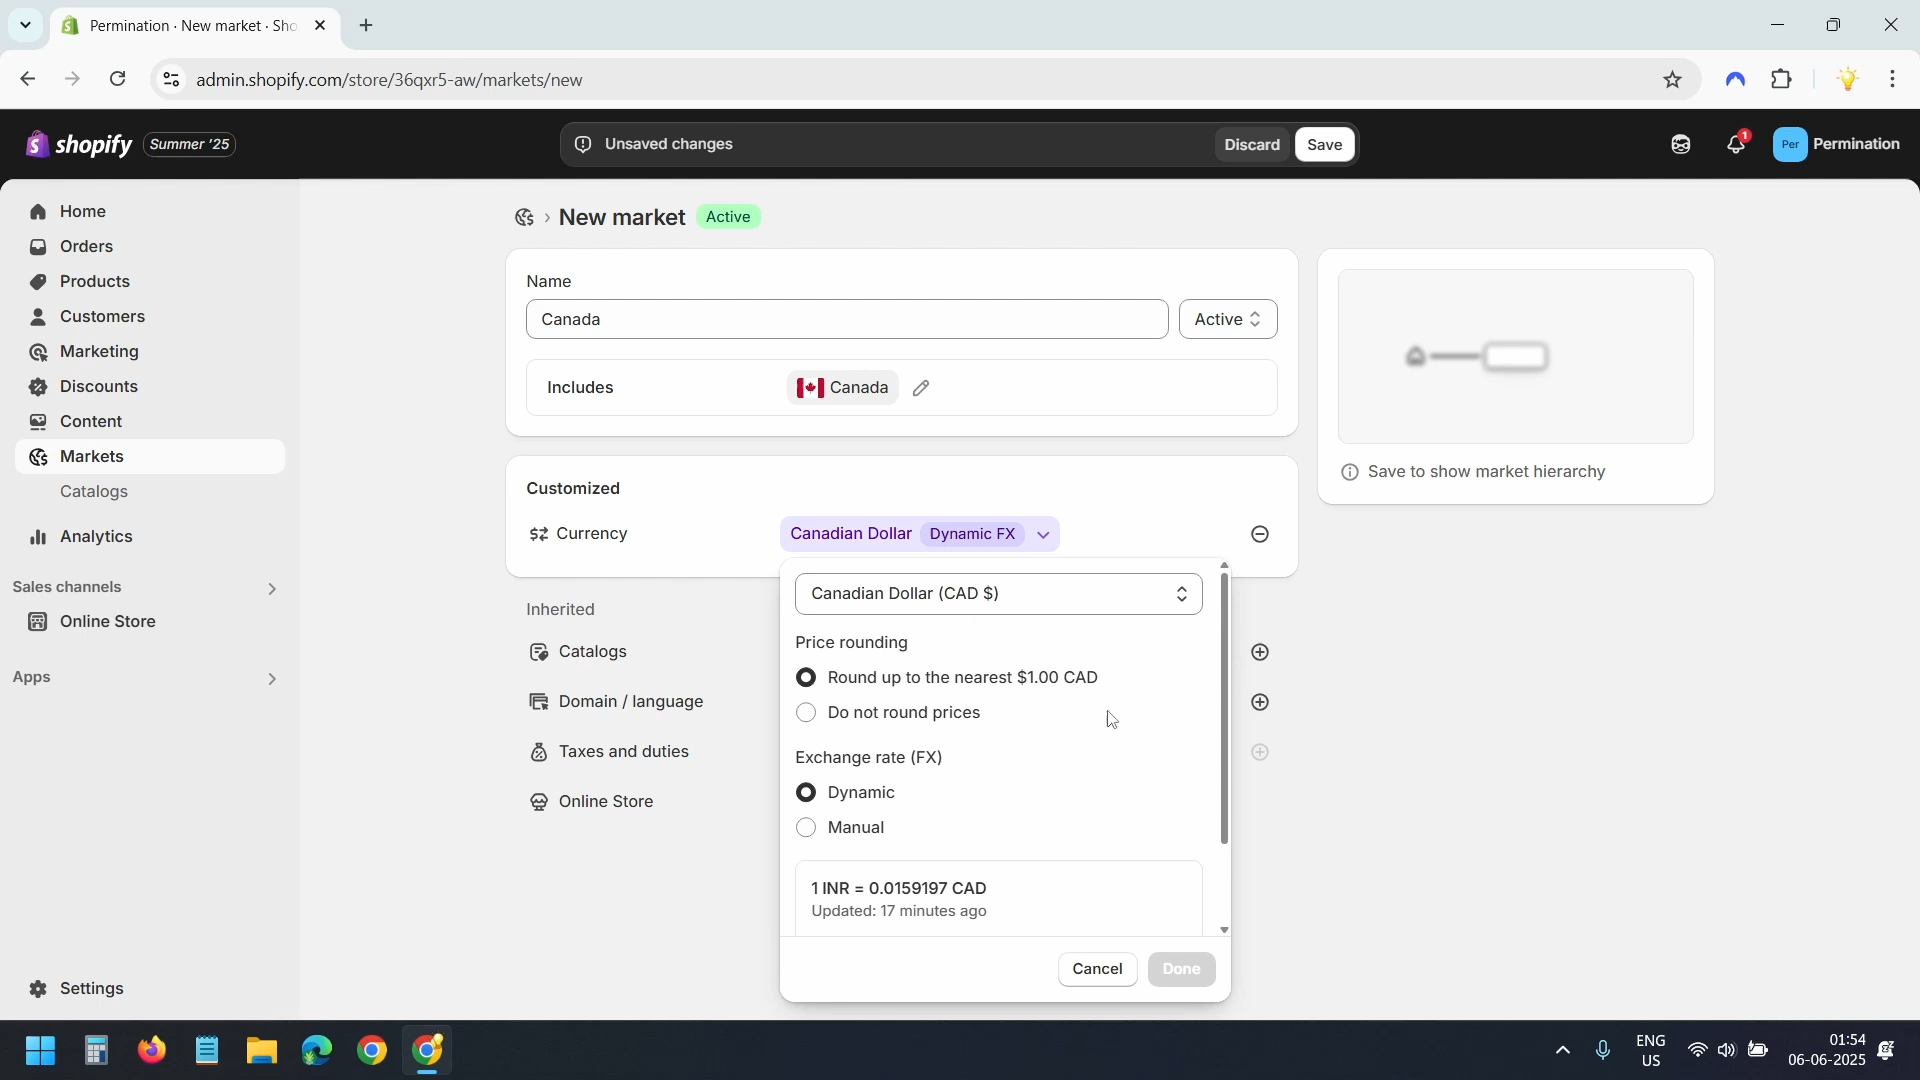 Permination · New market · Sho
admin.shopify.com/store/36qxr5-aw/markets/new
shopify
Summer '25
Unsaved changes
Discard
Save
1
Per
Permination
Home
Orders
Products
Customers
Marketing
Discounts
Content
Markets
Catalogs
Analytics
Sales channels
Online Store
Apps
Settings
New market
Active
Name
Canada
Active
Includes
Canada
Save to show market hierarchy
Customized
Currency
Canadian Dollar
Dynamic FX
Inherited
Catalogs
Domain / language
Taxes and duties
Online Store
Canadian Dollar (CAD $)
Price rounding
Round up to the nearest $1.00 CAD
Do not round prices
Exchange rate (FX)
Dynamic
Manual
1 INR = 0.0159197 CAD
Updated: 17 minutes ago
Cancel
Done
ENG
US
01:54
06-06-2025